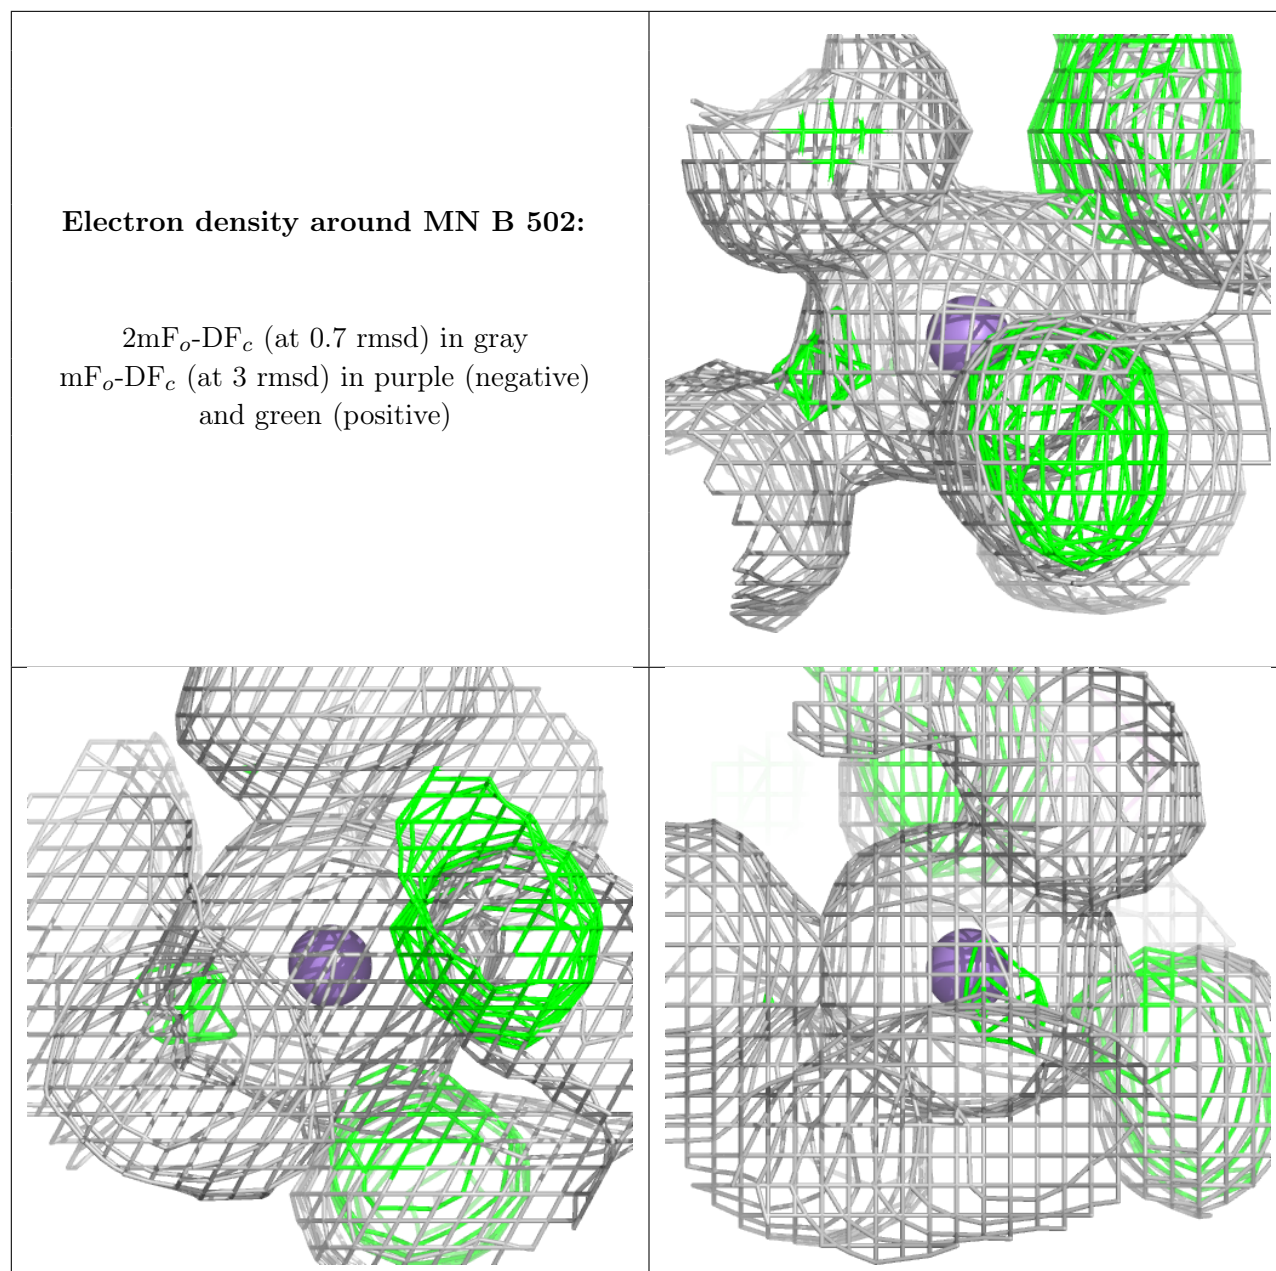 Electron density around MN B 502:
2mFo-DFc (at 0.7 rmsd) in gray
mFo-DFc (at 3 rmsd) in purple (negative)
and green (positive)